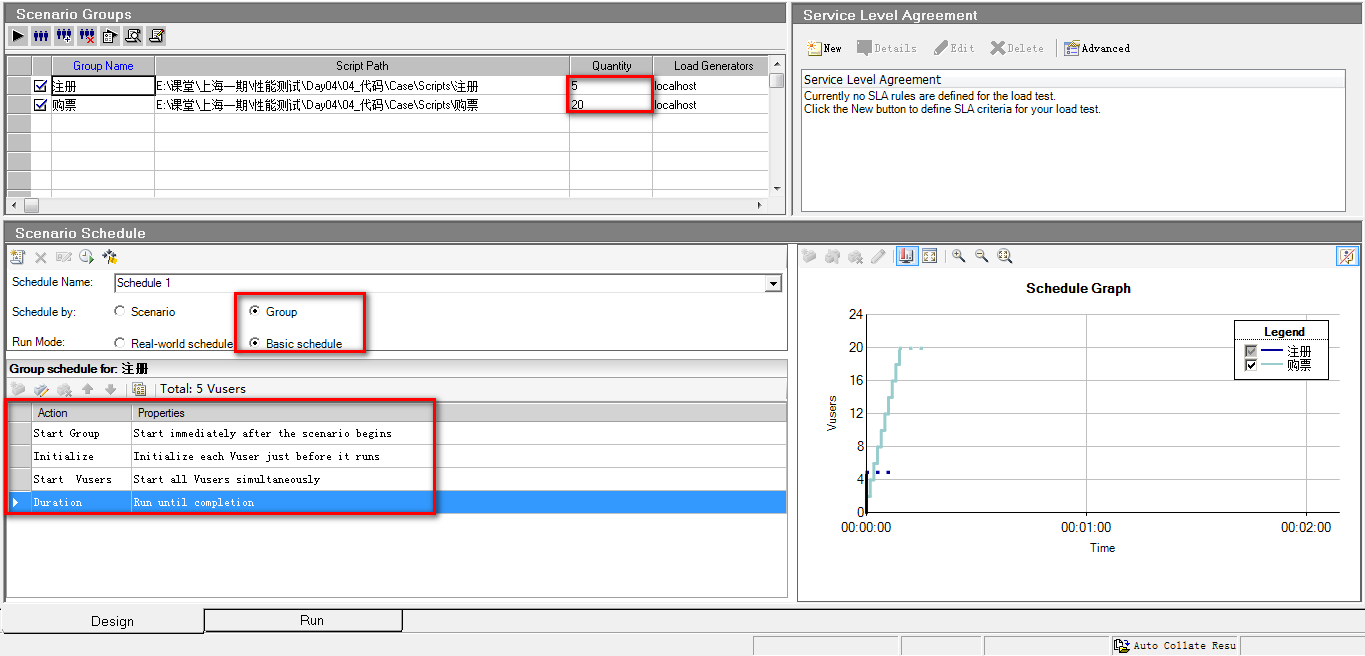 Scenario Groups
Group Name Script Path Quantity Load Generators
注册 E:\课堂\上海一期\性能测试\Day04\04_代码\Case\Scripts\注册 5 localhost
购票 E:\课堂\上海一期\性能测试\Day04\04_代码\Case\Scripts\购票 20 localhost
Service Level Agreement
New Details Edit Delete Advanced
Service Level Agreement
Currently no SLA rules are defined for the load test.
Click the New button to define SLA criteria for your load test.
Scenario Schedule
Schedule Name: Schedule 1
Schedule by: Scenario Group
Run Mode: Real-world schedule Basic schedule
Group schedule for: 注册
Total: 5 Vusers
Action Properties
Start Group Start immediately after the scenario begins
Initialize Initialize each Vuser just before it runs
Start Vusers Start all Vusers simultaneously
Duration Run until completion
Schedule Graph
Legend
注册
购票
Vusers
24
20
16
12
8
4
0
00:00:00 00:01:00 00:02:00
Time
Design Run
Auto Collate Resu